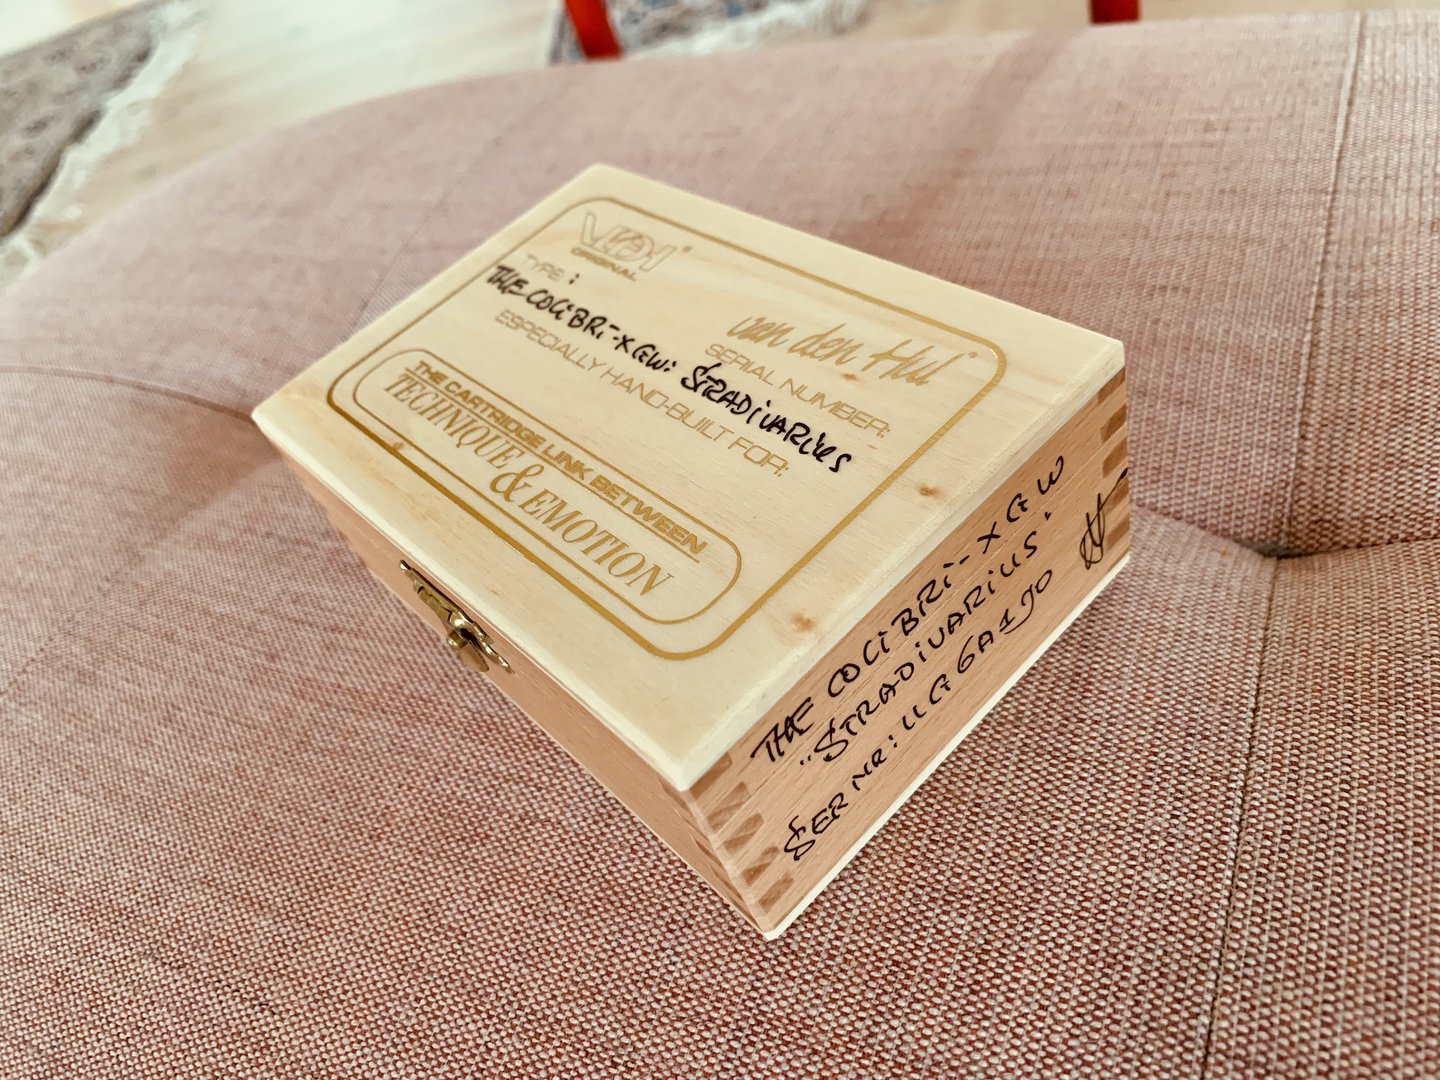 VDH®
ORIGINAL
TYPE:
THE COLiBRi-XGW: STRADiVARiUS
van den Hul®
SERIAL NUMBER:
ESPECIALLY HAND-BUILT FOR:
THE CARTRIDGE LINK BETWEEN
TECHNIQUE & EMOTION
THE COLiBRi-XGW
"STRADiVARiUS'
SER NR: